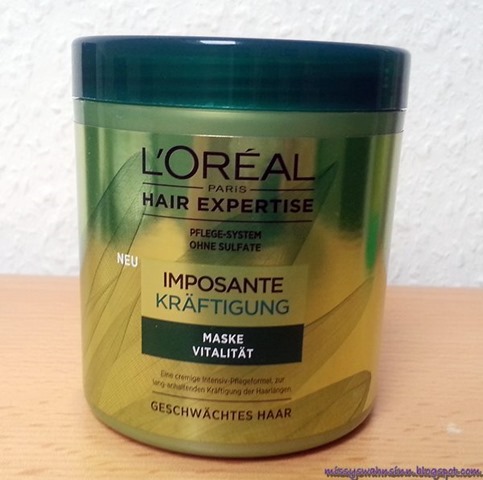 L'ORÉAL
PARIS
HAIR EXPERTISE
PFLEGE-SYSTEM
OHNE SULFATE
NEU
IMPOSANTE
KRÄFTIGUNG
MASKE
VITALITÄT
Eine cremige Intensiv-Pflegeformel, zur
lang-anhaltenden Kräftigung der Haarlängen
GESCHWÄCHTES HAAR
missyswahnsinn.blogspot.com